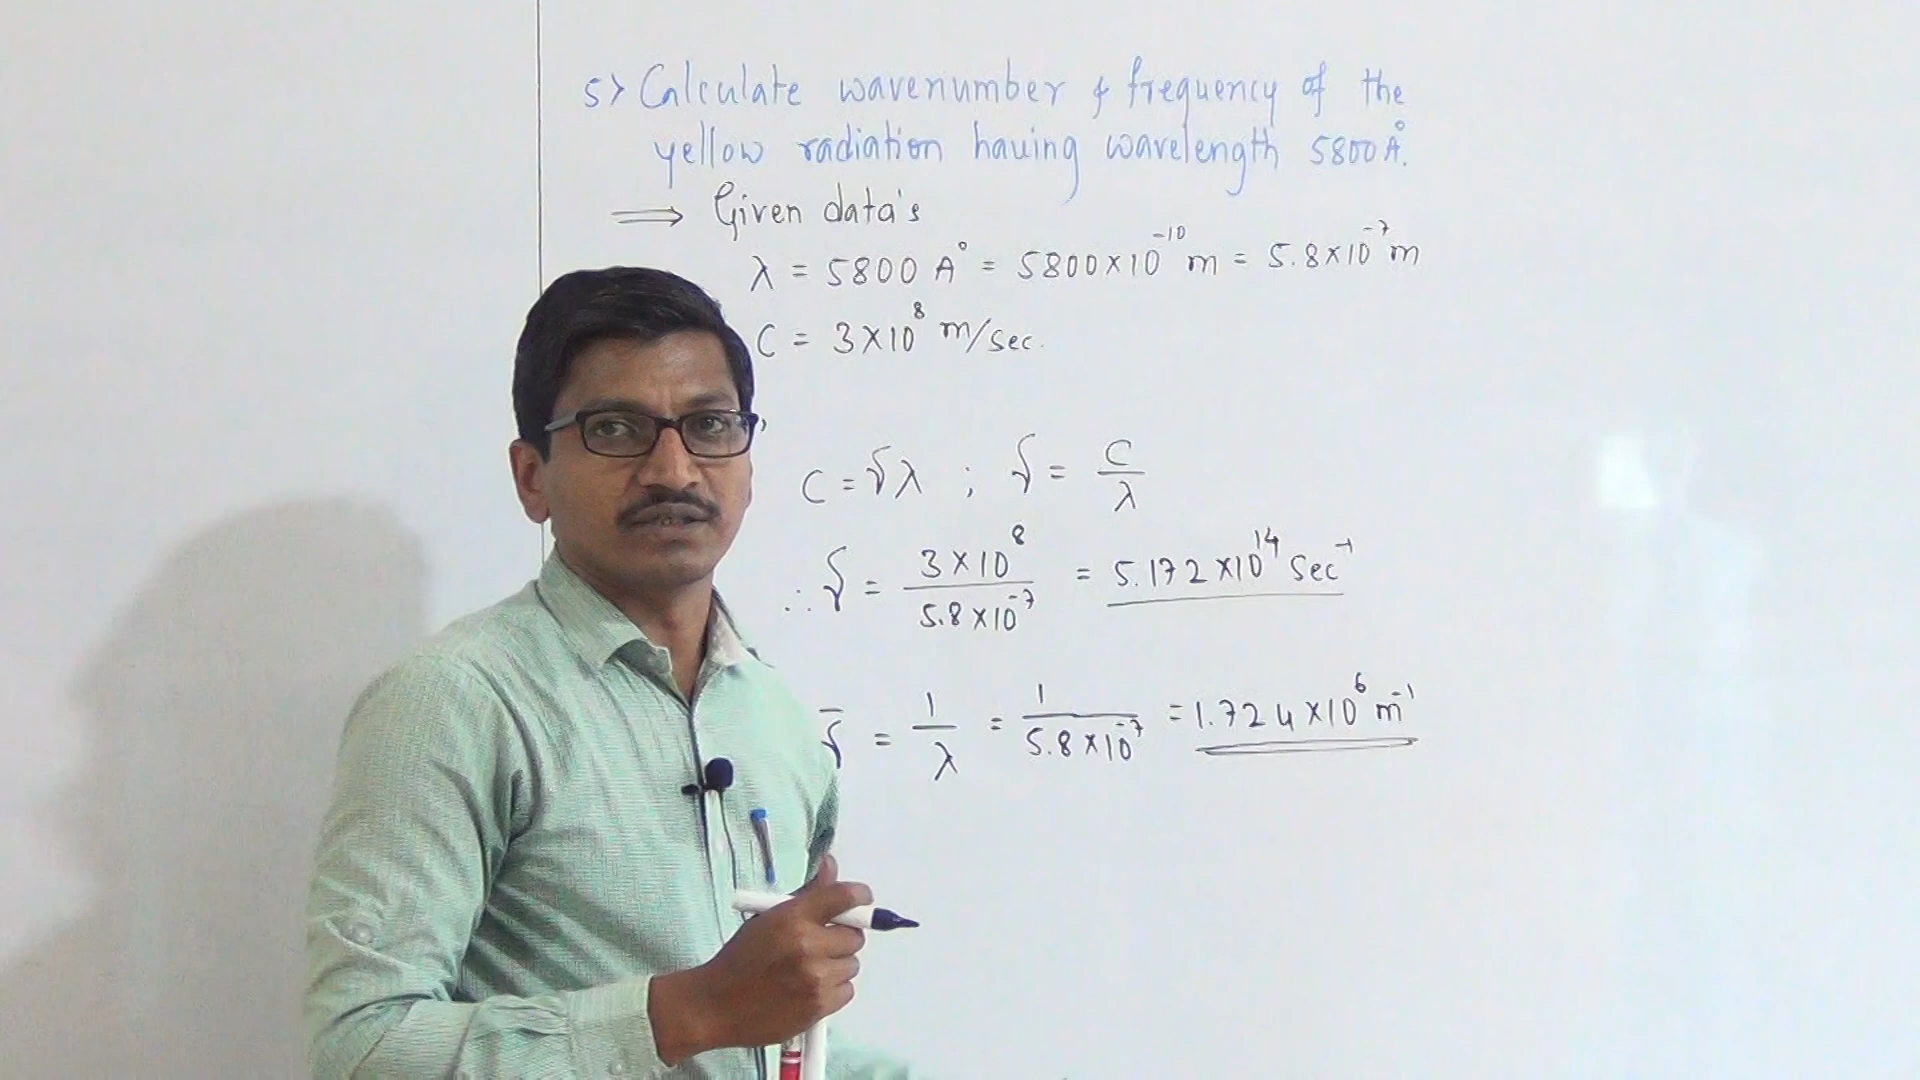 5> Calculate wavenumber & frequency of the
yellow radiation having wavelength 5800 A°.
⟹ Given data's
λ = 5800 A° = 5800×10⁻¹⁰ m = 5.8×10⁻⁷ m
C = 3×10⁸ m/sec.
C = νλ ; ν = C/λ
∴ ν = 3×10⁸ / 5.8×10⁻⁷ = 5.172×10¹⁴ Sec⁻¹
ν̅ = 1/λ = 1/5.8×10⁻⁷ = 1.724×10⁶ m⁻¹